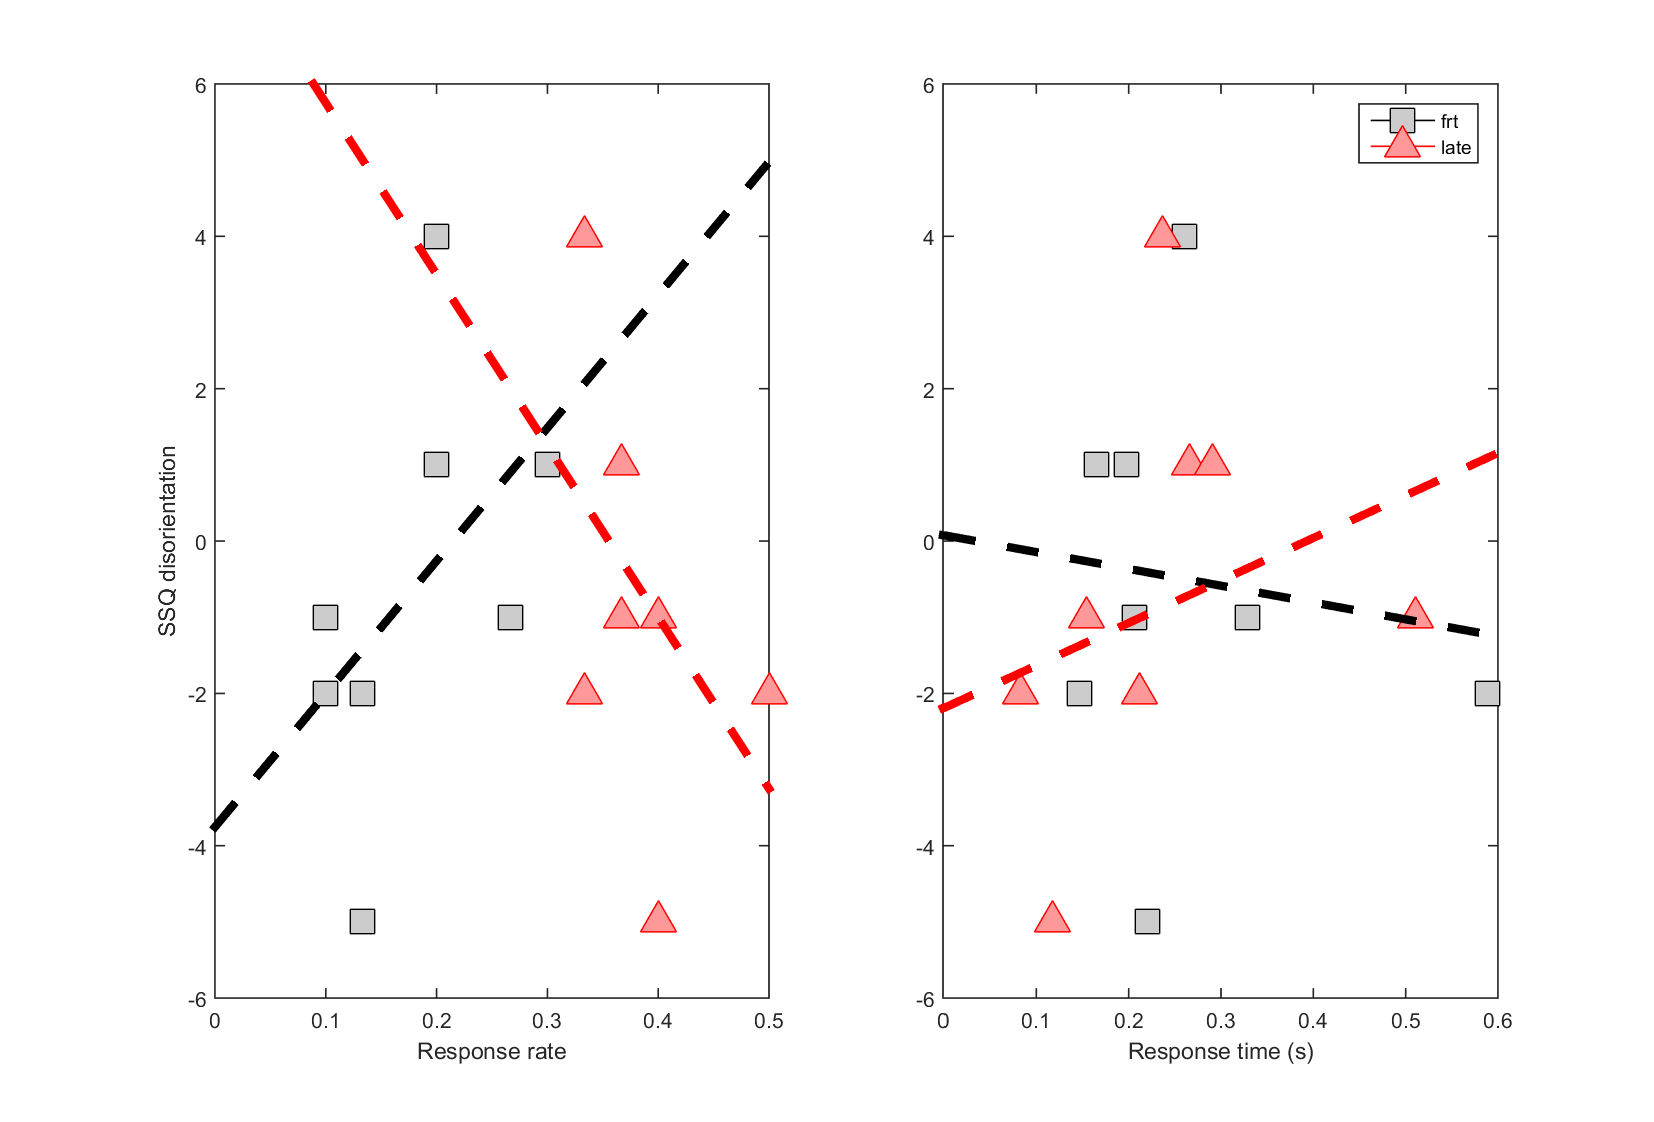 6
4
2
0
-2
-4
-6
SSQ disorientation
0 0.1 0.2 0.3 0.4 0.5
Response rate
6
4
2
0
-2
-4
-6
frt
late
0 0.1 0.2 0.3 0.4 0.5 0.6
Response time (s)